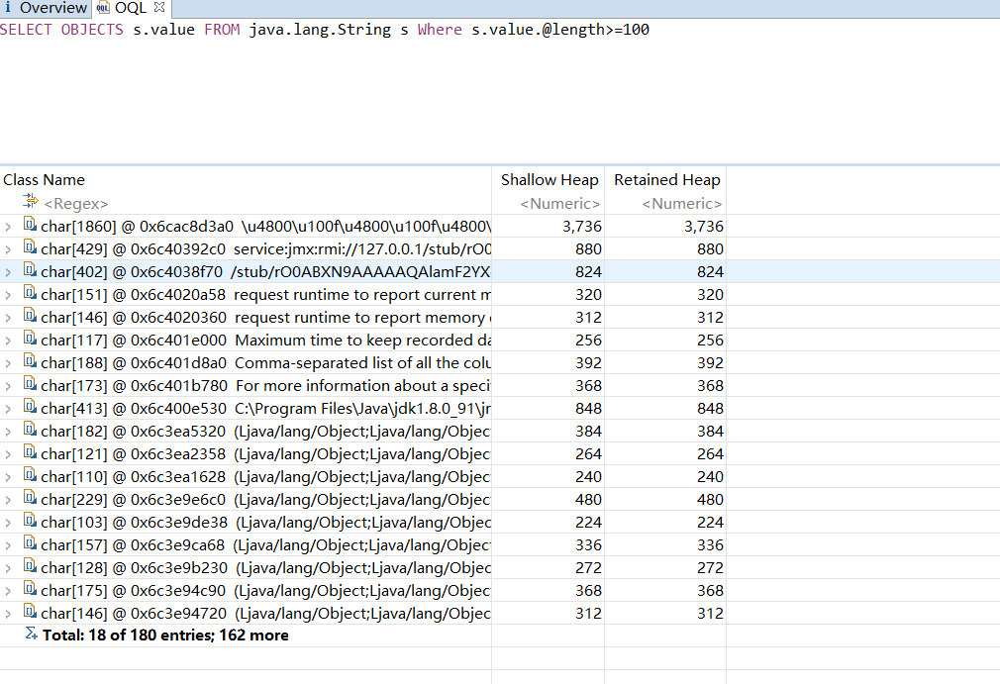 i Overview OQL
SELECT OBJECTS s.value FROM java.lang.String s Where s.value.@length>=100
Class Name Shallow Heap Retained Heap
<Regex> <Numeric> <Numeric>
char[1860] @ 0x6cac8d3a0 \u4800\u100f\u4800\u100f\u4800\ 3,736 3,736
char[429] @ 0x6c40392c0 service:jmx:rmi://127.0.0.1/stub/rO0 880 880
char[402] @ 0x6c4038f70 /stub/rO0ABXN9AAAAAQAlamF2YX 824 824
char[151] @ 0x6c4020a58 request runtime to report current m 320 320
char[146] @ 0x6c4020360 request runtime to report memory 312 312
char[117] @ 0x6c401e000 Maximum time to keep recorded da 256 256
char[188] @ 0x6c401d8a0 Comma-separated list of all the colu 392 392
char[173] @ 0x6c401b780 For more information about a speci 368 368
char[413] @ 0x6c400e530 C:\Program Files\Java\jdk1.8.0_91\jr 848 848
char[182] @ 0x6c3ea5320 (Ljava/lang/Object;Ljava/lang/Objec 384 384
char[121] @ 0x6c3ea2358 (Ljava/lang/Object;Ljava/lang/Objec 264 264
char[110] @ 0x6c3ea1628 (Ljava/lang/Object;Ljava/lang/Objec 240 240
char[229] @ 0x6c3e9e6c0 (Ljava/lang/Object;Ljava/lang/Objec 480 480
char[103] @ 0x6c3e9de38 (Ljava/lang/Object;Ljava/lang/Objec 224 224
char[157] @ 0x6c3e9ca68 (Ljava/lang/Object;Ljava/lang/Objec 336 336
char[128] @ 0x6c3e9b230 (Ljava/lang/Object;Ljava/lang/Objec 272 272
char[175] @ 0x6c3e94c90 (Ljava/lang/Object;Ljava/lang/Objec 368 368
char[146] @ 0x6c3e94720 (Ljava/lang/Object;Ljava/lang/Objec 312 312
Total: 18 of 180 entries; 162 more